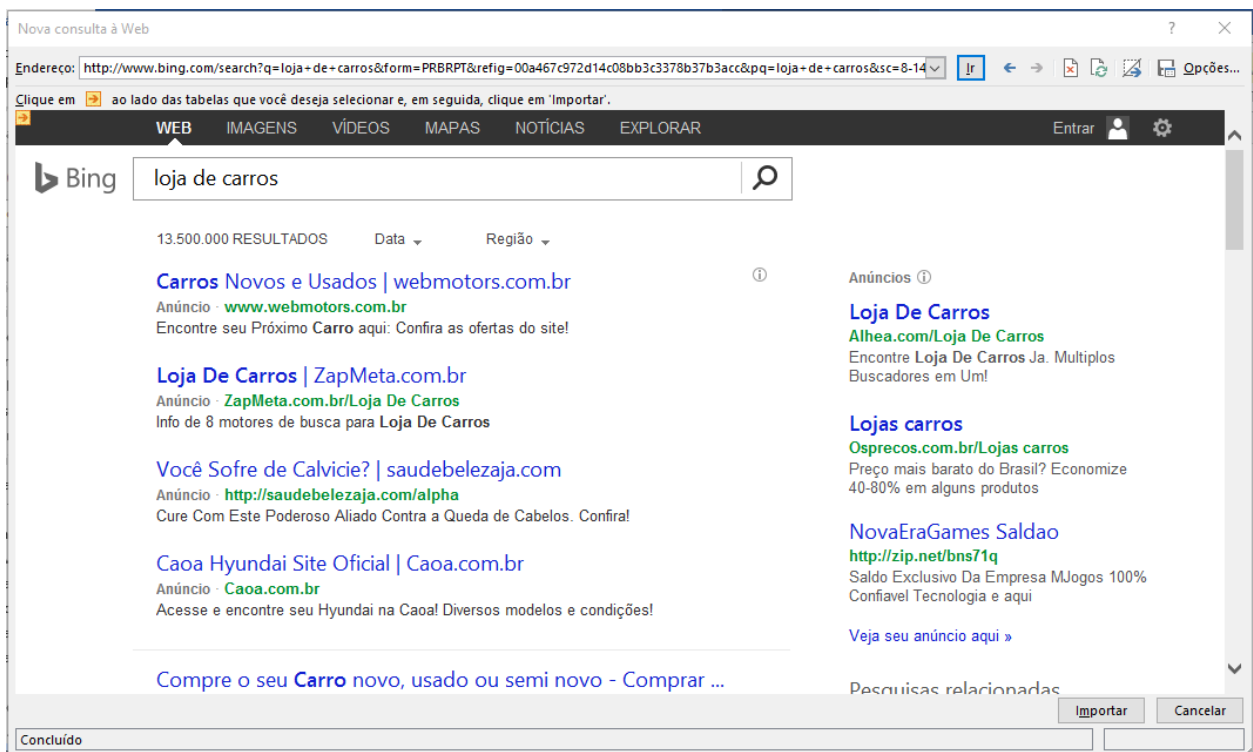 Nova consulta à Web
Endereço: http://www.bing.com/search?q=loja+de+carros&form=PRBRPT&refig=00a467c972d14c08bb3c3378b37b3acc&pq=loja+de+carros&sc=8-14 Ir Opções...
Clique em ao lado das tabelas que você deseja selecionar e, em seguida, clique em 'Importar'.
WEB IMAGENS VÍDEOS MAPAS NOTÍCIAS EXPLORAR Entrar
Bing loja de carros
13.500.000 RESULTADOS Data Região
Carros Novos e Usados | webmotors.com.br
Anúncio · www.webmotors.com.br
Encontre seu Próximo Carro aqui: Confira as ofertas do site!
Loja De Carros | ZapMeta.com.br
Anúncio · ZapMeta.com.br/Loja De Carros
Info de 8 motores de busca para Loja De Carros
Você Sofre de Calvicie? | saudebelezaja.com
Anúncio · http://saudebelezaja.com/alpha
Cure Com Este Poderoso Aliado Contra a Queda de Cabelos. Confira!
Caoa Hyundai Site Oficial | Caoa.com.br
Anúncio · Caoa.com.br
Acesse e encontre seu Hyundai na Caoa! Diversos modelos e condições!
Compre o seu Carro novo, usado ou semi novo - Comprar ...
Anúncios
Loja De Carros
Alhea.com/Loja De Carros
Encontre Loja De Carros Ja. Multiplos
Buscadores em Um!
Lojas carros
Osprecos.com.br/Lojas carros
Preço mais barato do Brasil? Economize
40-80% em alguns produtos
NovaEraGames Saldao
http://zip.net/bns71q
Saldo Exclusivo Da Empresa MJogos 100%
Confiavel Tecnologia e aqui
Veja seu anúncio aqui »
Pesquisas relacionadas
Importar Cancelar
Concluído